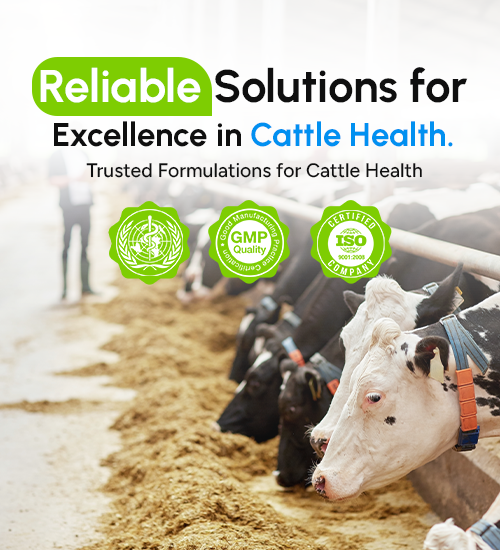 Reliable Solutions for
Excellence in Cattle Health.
Trusted Formulations for Cattle Health
Good Manufacturing Practice Certification
GMP
Quality
CERTIFIED
ISO
9001:2008
COMPANY